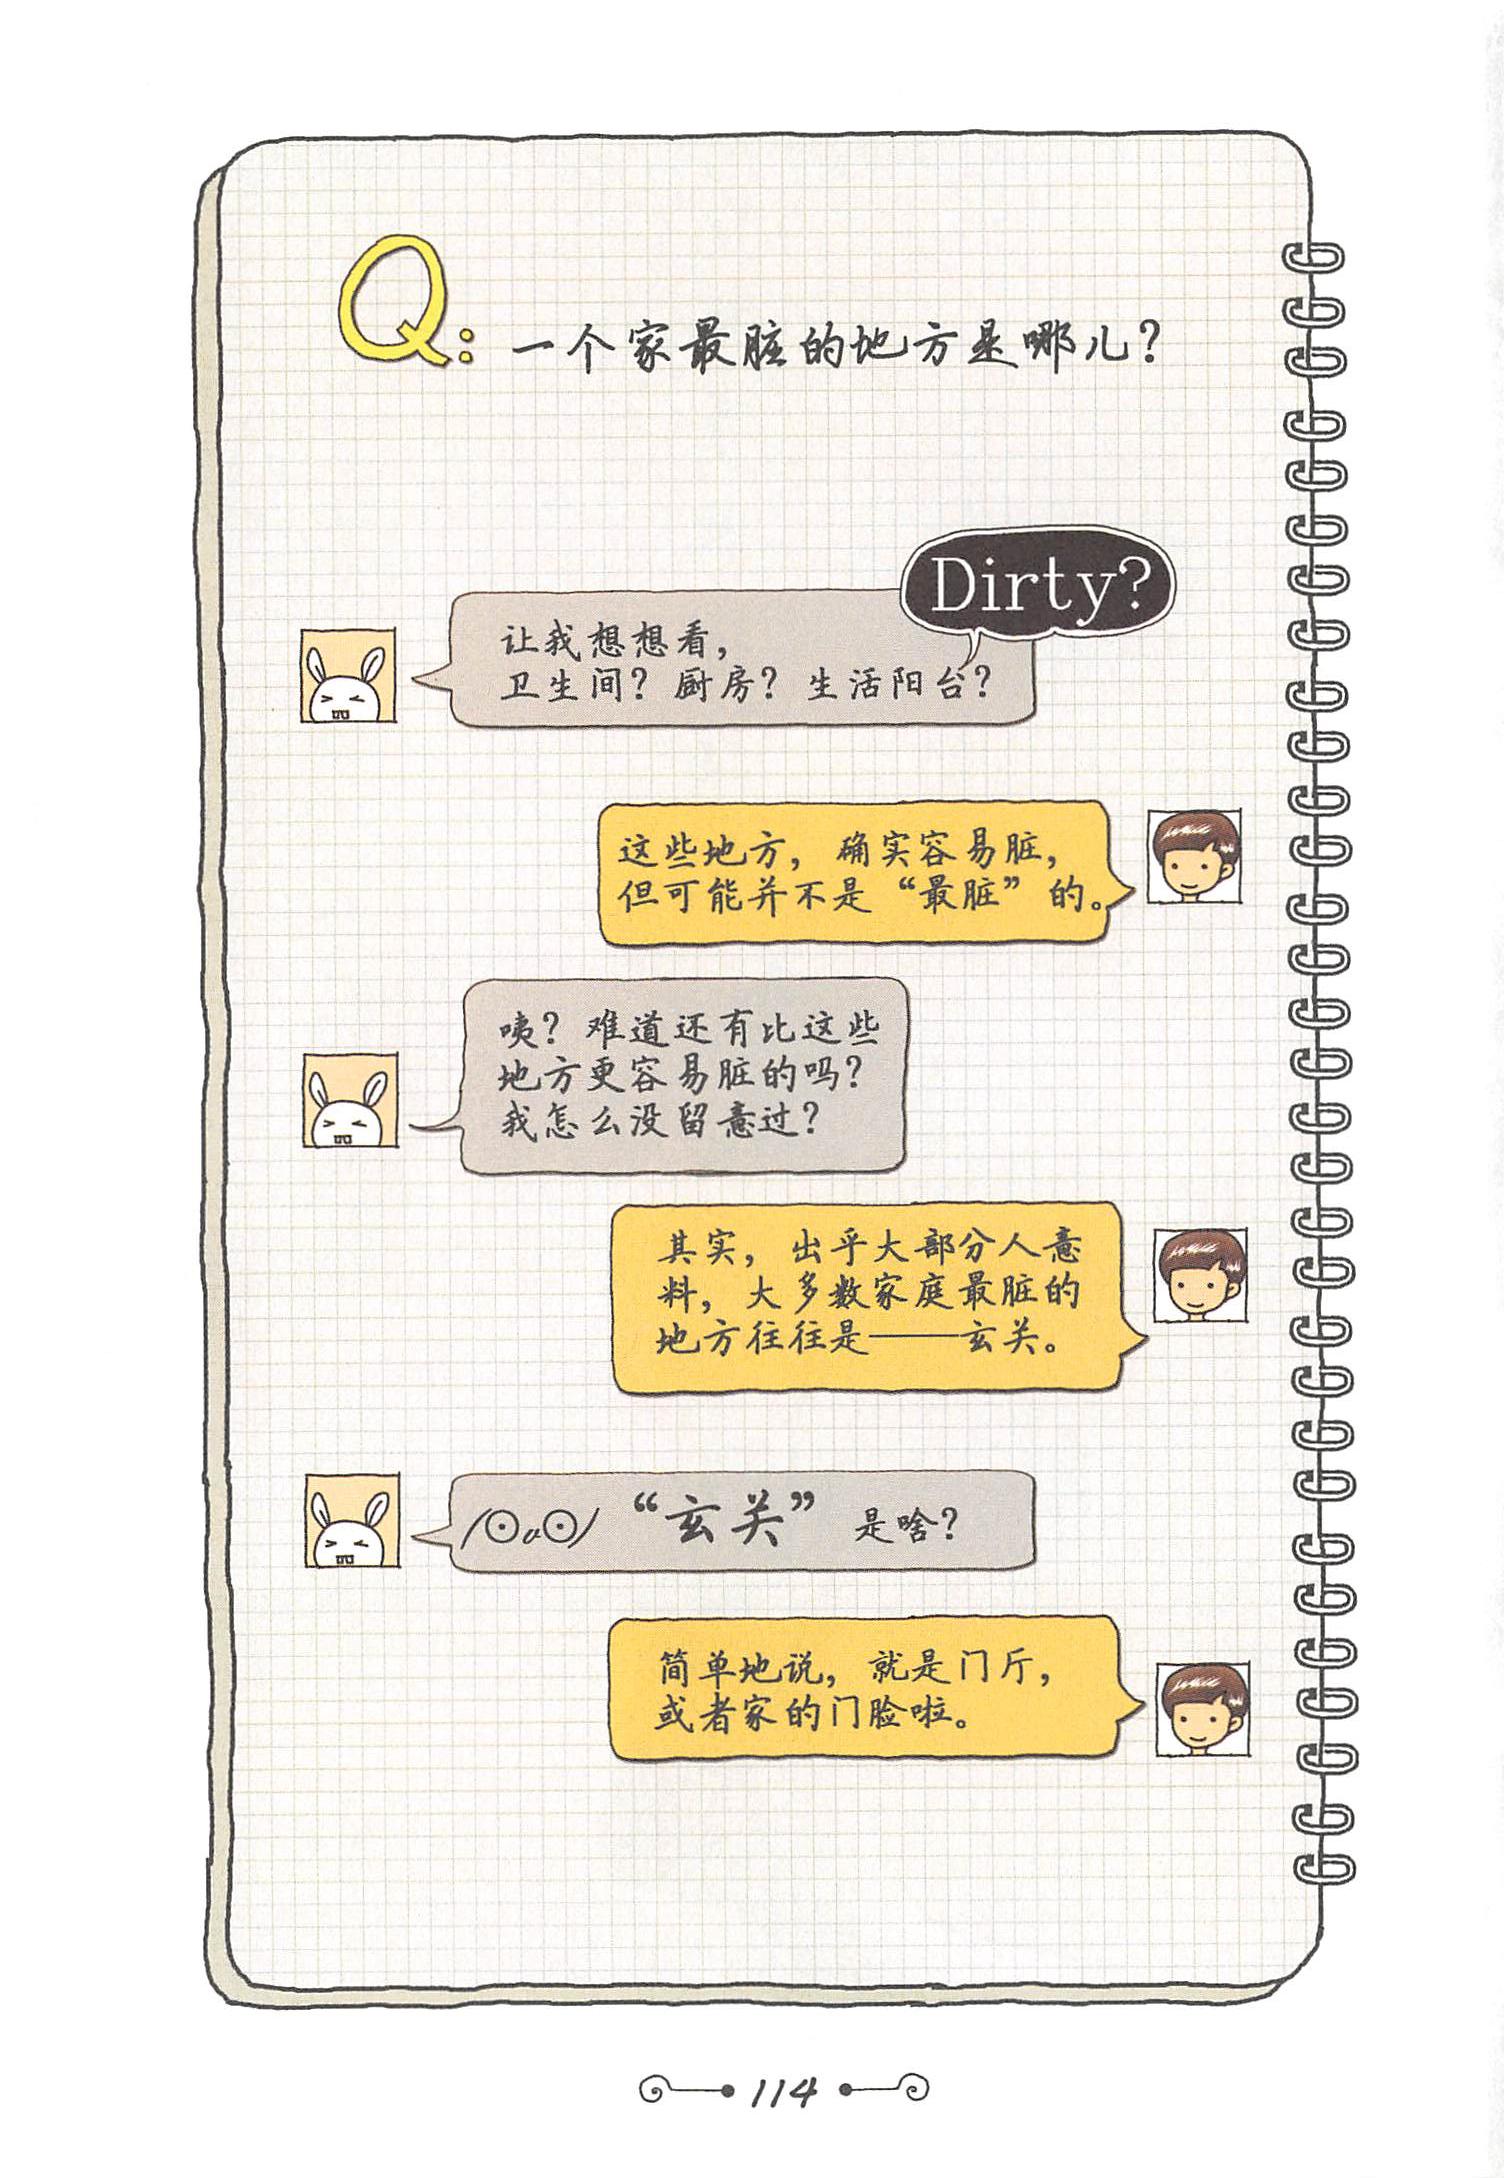 Q：一个家最脏的地方是哪儿？
Dirty?
让我想想看，
卫生间？厨房？生活阳台？
这些地方，确实容易脏，
但可能并不是“最脏”的。
咦？难道还有比这些
地方更容易脏的吗？
我怎么没留意过？
其实，出乎大部分人意
料，大多数家庭最脏的
地方往往是——玄关。
“玄关”是啥？
简单地说，就是门厅，
或者家的门脸啦。
114